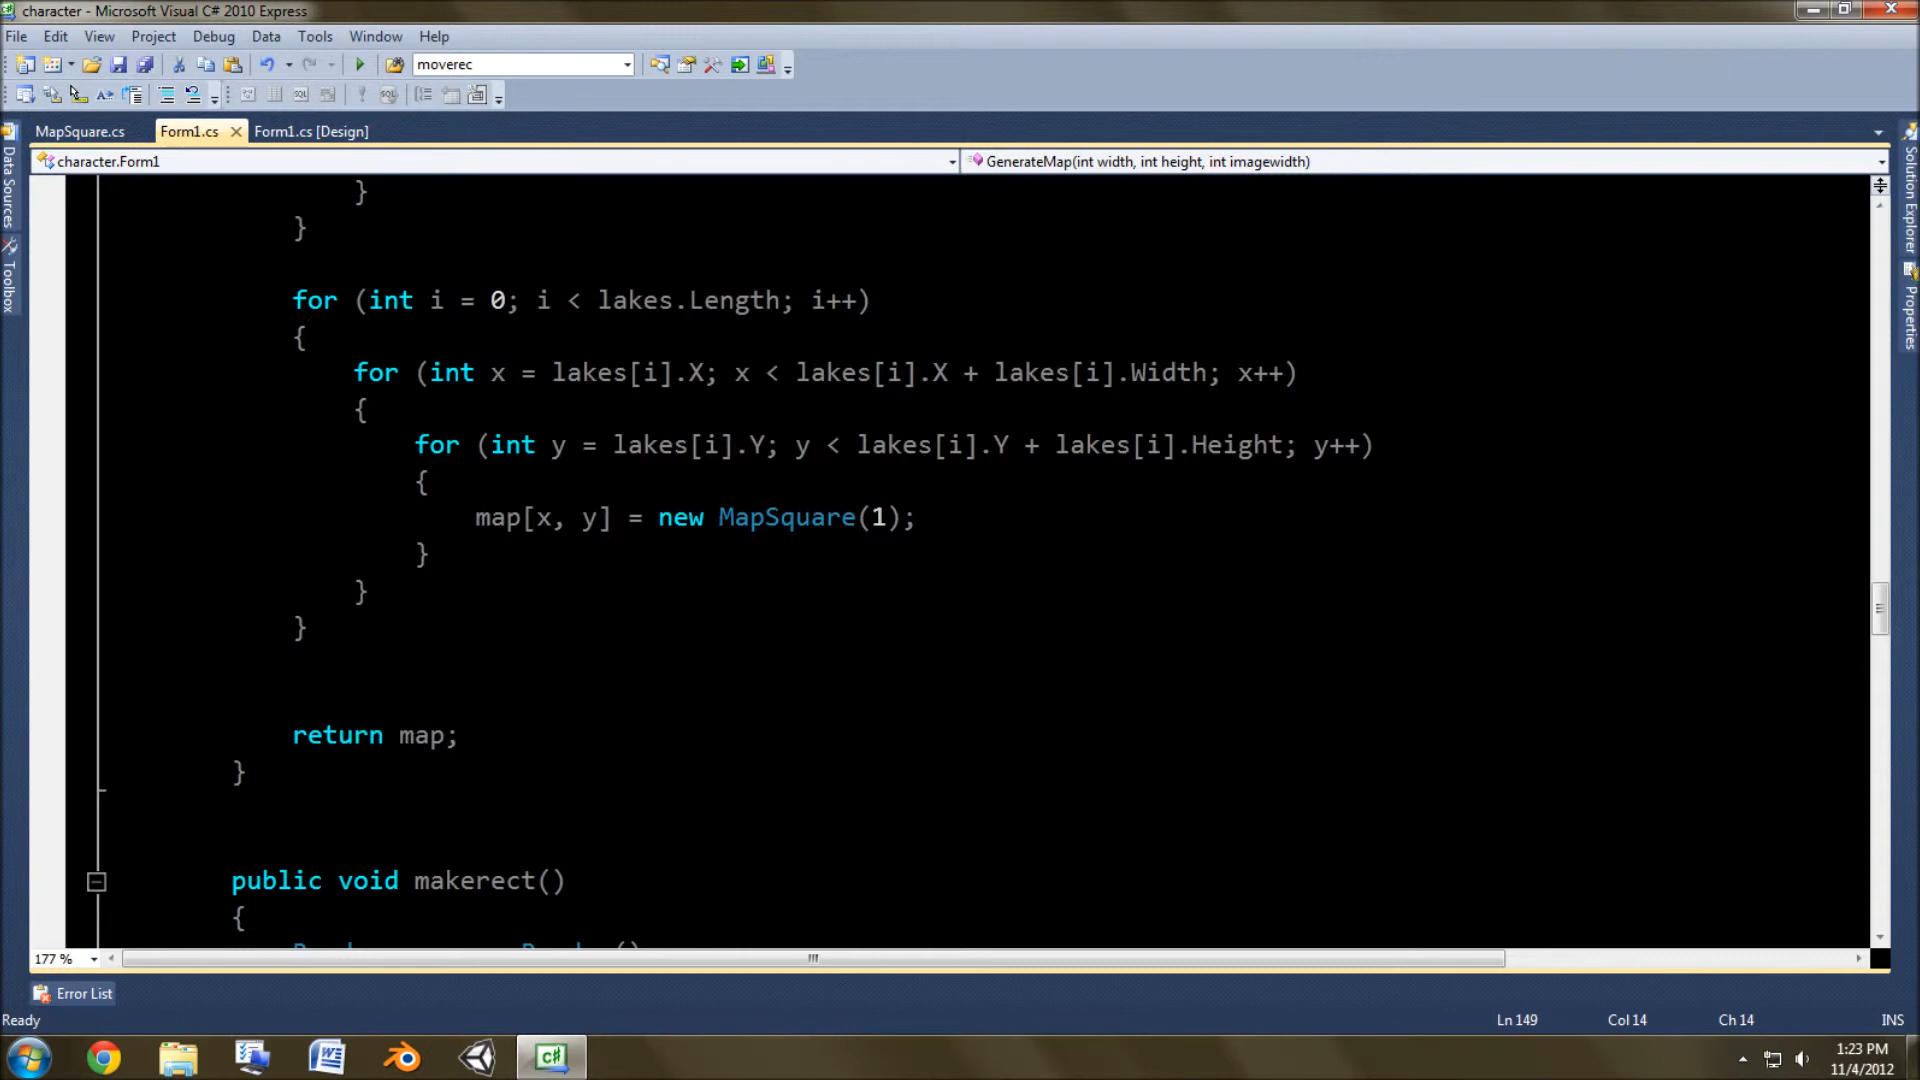 character - Microsoft Visual C# 2010 Express
File Edit View Project Debug Data Tools Window Help
moverec
MapSquare.cs Form1.cs Form1.cs [Design]
character.Form1 GenerateMap(int width, int height, int imagewidth)
Data Sources
Toolbox
Solution Explorer
Properties
}
}
for (int i = 0; i < lakes.Length; i++)
{
for (int x = lakes[i].X; x < lakes[i].X + lakes[i].Width; x++)
{
for (int y = lakes[i].Y; y < lakes[i].Y + lakes[i].Height; y++)
{
map[x, y] = new MapSquare(1);
}
}
}
return map;
}
public void makerect()
{
177 %
Error List
Ready Ln 149 Col 14 Ch 14 INS
1:23 PM
11/4/2012